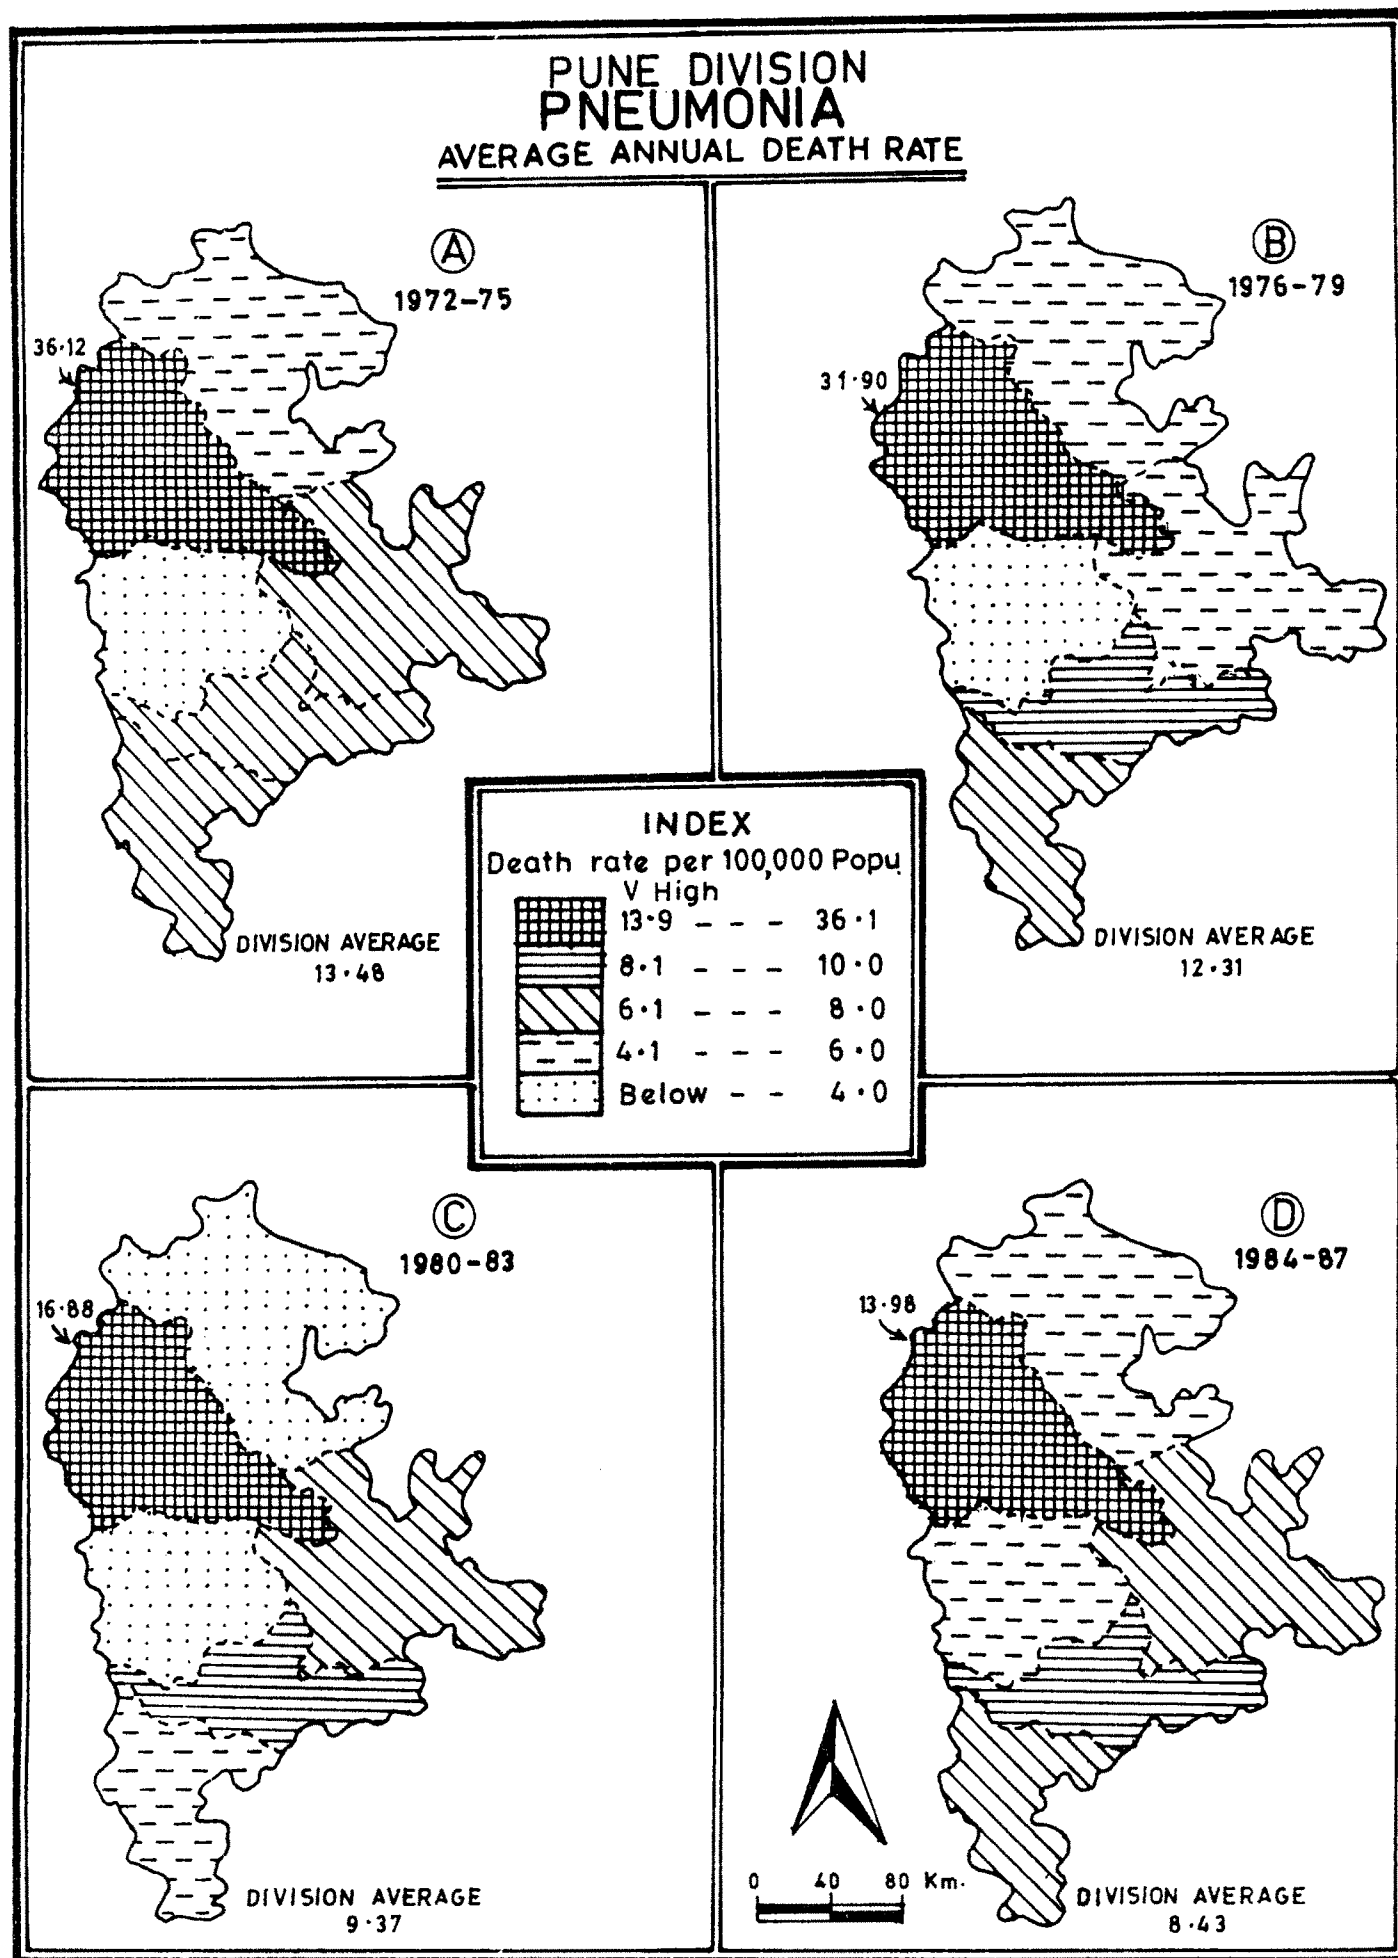 PUNE DIVISION
PNEUMONIA
AVERAGE ANNUAL DEATH RATE
A
1972-75
36·12
DIVISION AVERAGE
13·48
B
1976-79
31·90
DIVISION AVERAGE
12·31
INDEX
Death rate per 100,000 Popu.
V High
13·9 - - - 36·1
8·1 - - - 10·0
6·1 - - - 8·0
4·1 - - - 6·0
Below - - 4·0
C
1980-83
16·88
DIVISION AVERAGE
9·37
D
1984-87
13·98
0 40 80 Km.
DIVISION AVERAGE
8·43